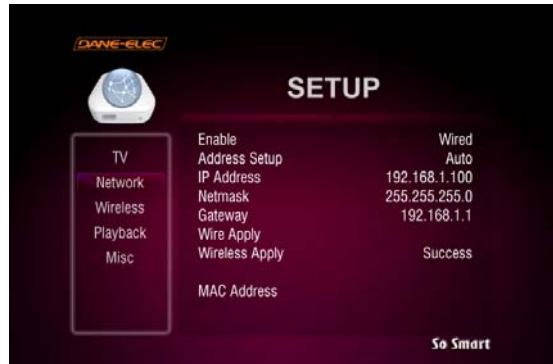 DANE-ELEC
SETUP
TV
Network
Wireless
Playback
Misc
Enable Wired
Address Setup Auto
IP Address 192.168.1.100
Netmask 255.255.255.0
Gateway 192.168.1.1
Wire Apply
Wireless Apply Success
MAC Address
So Smart